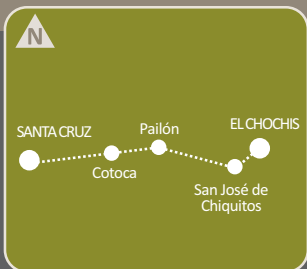 N
SANTA CRUZ
Pailón
EL CHOCHIS
Cotoca
San José de
Chiquitos